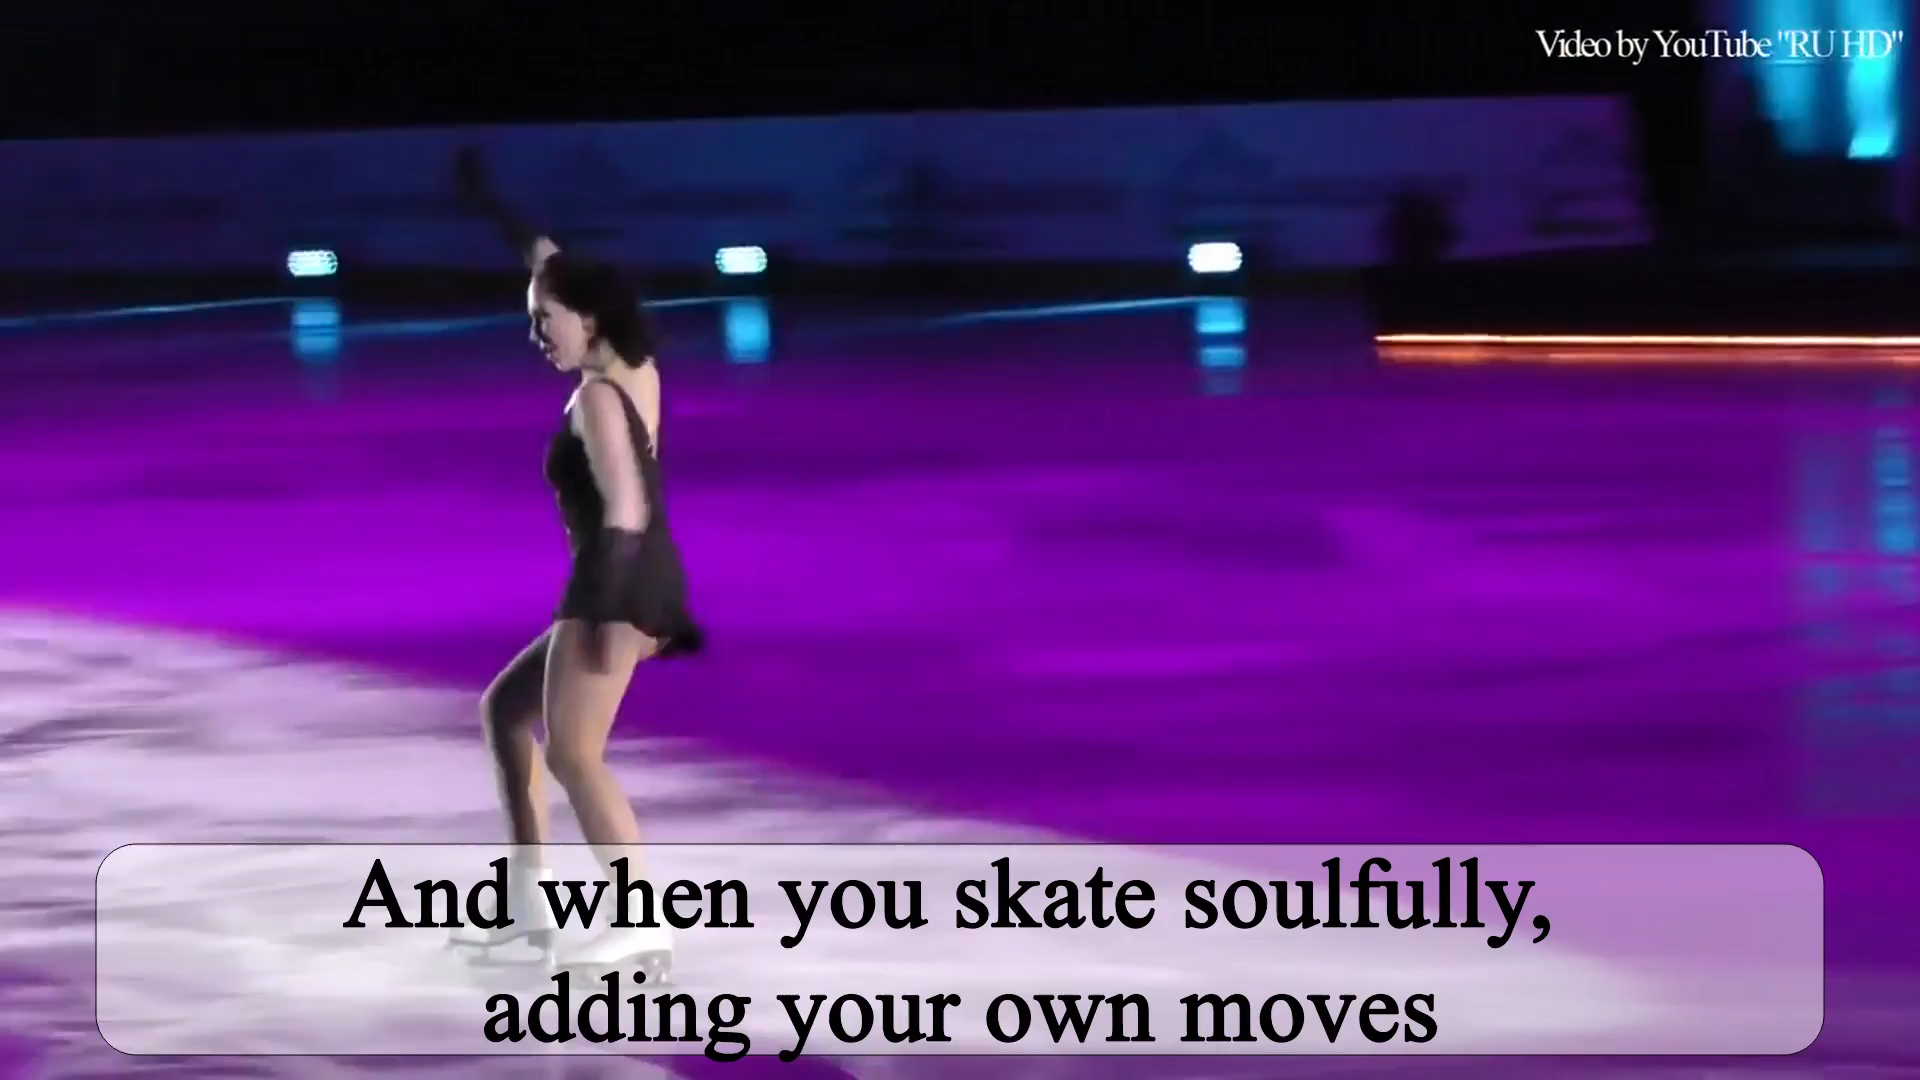 Video by YouTube "RU HD"
And when you skate soulfully,
adding your own moves